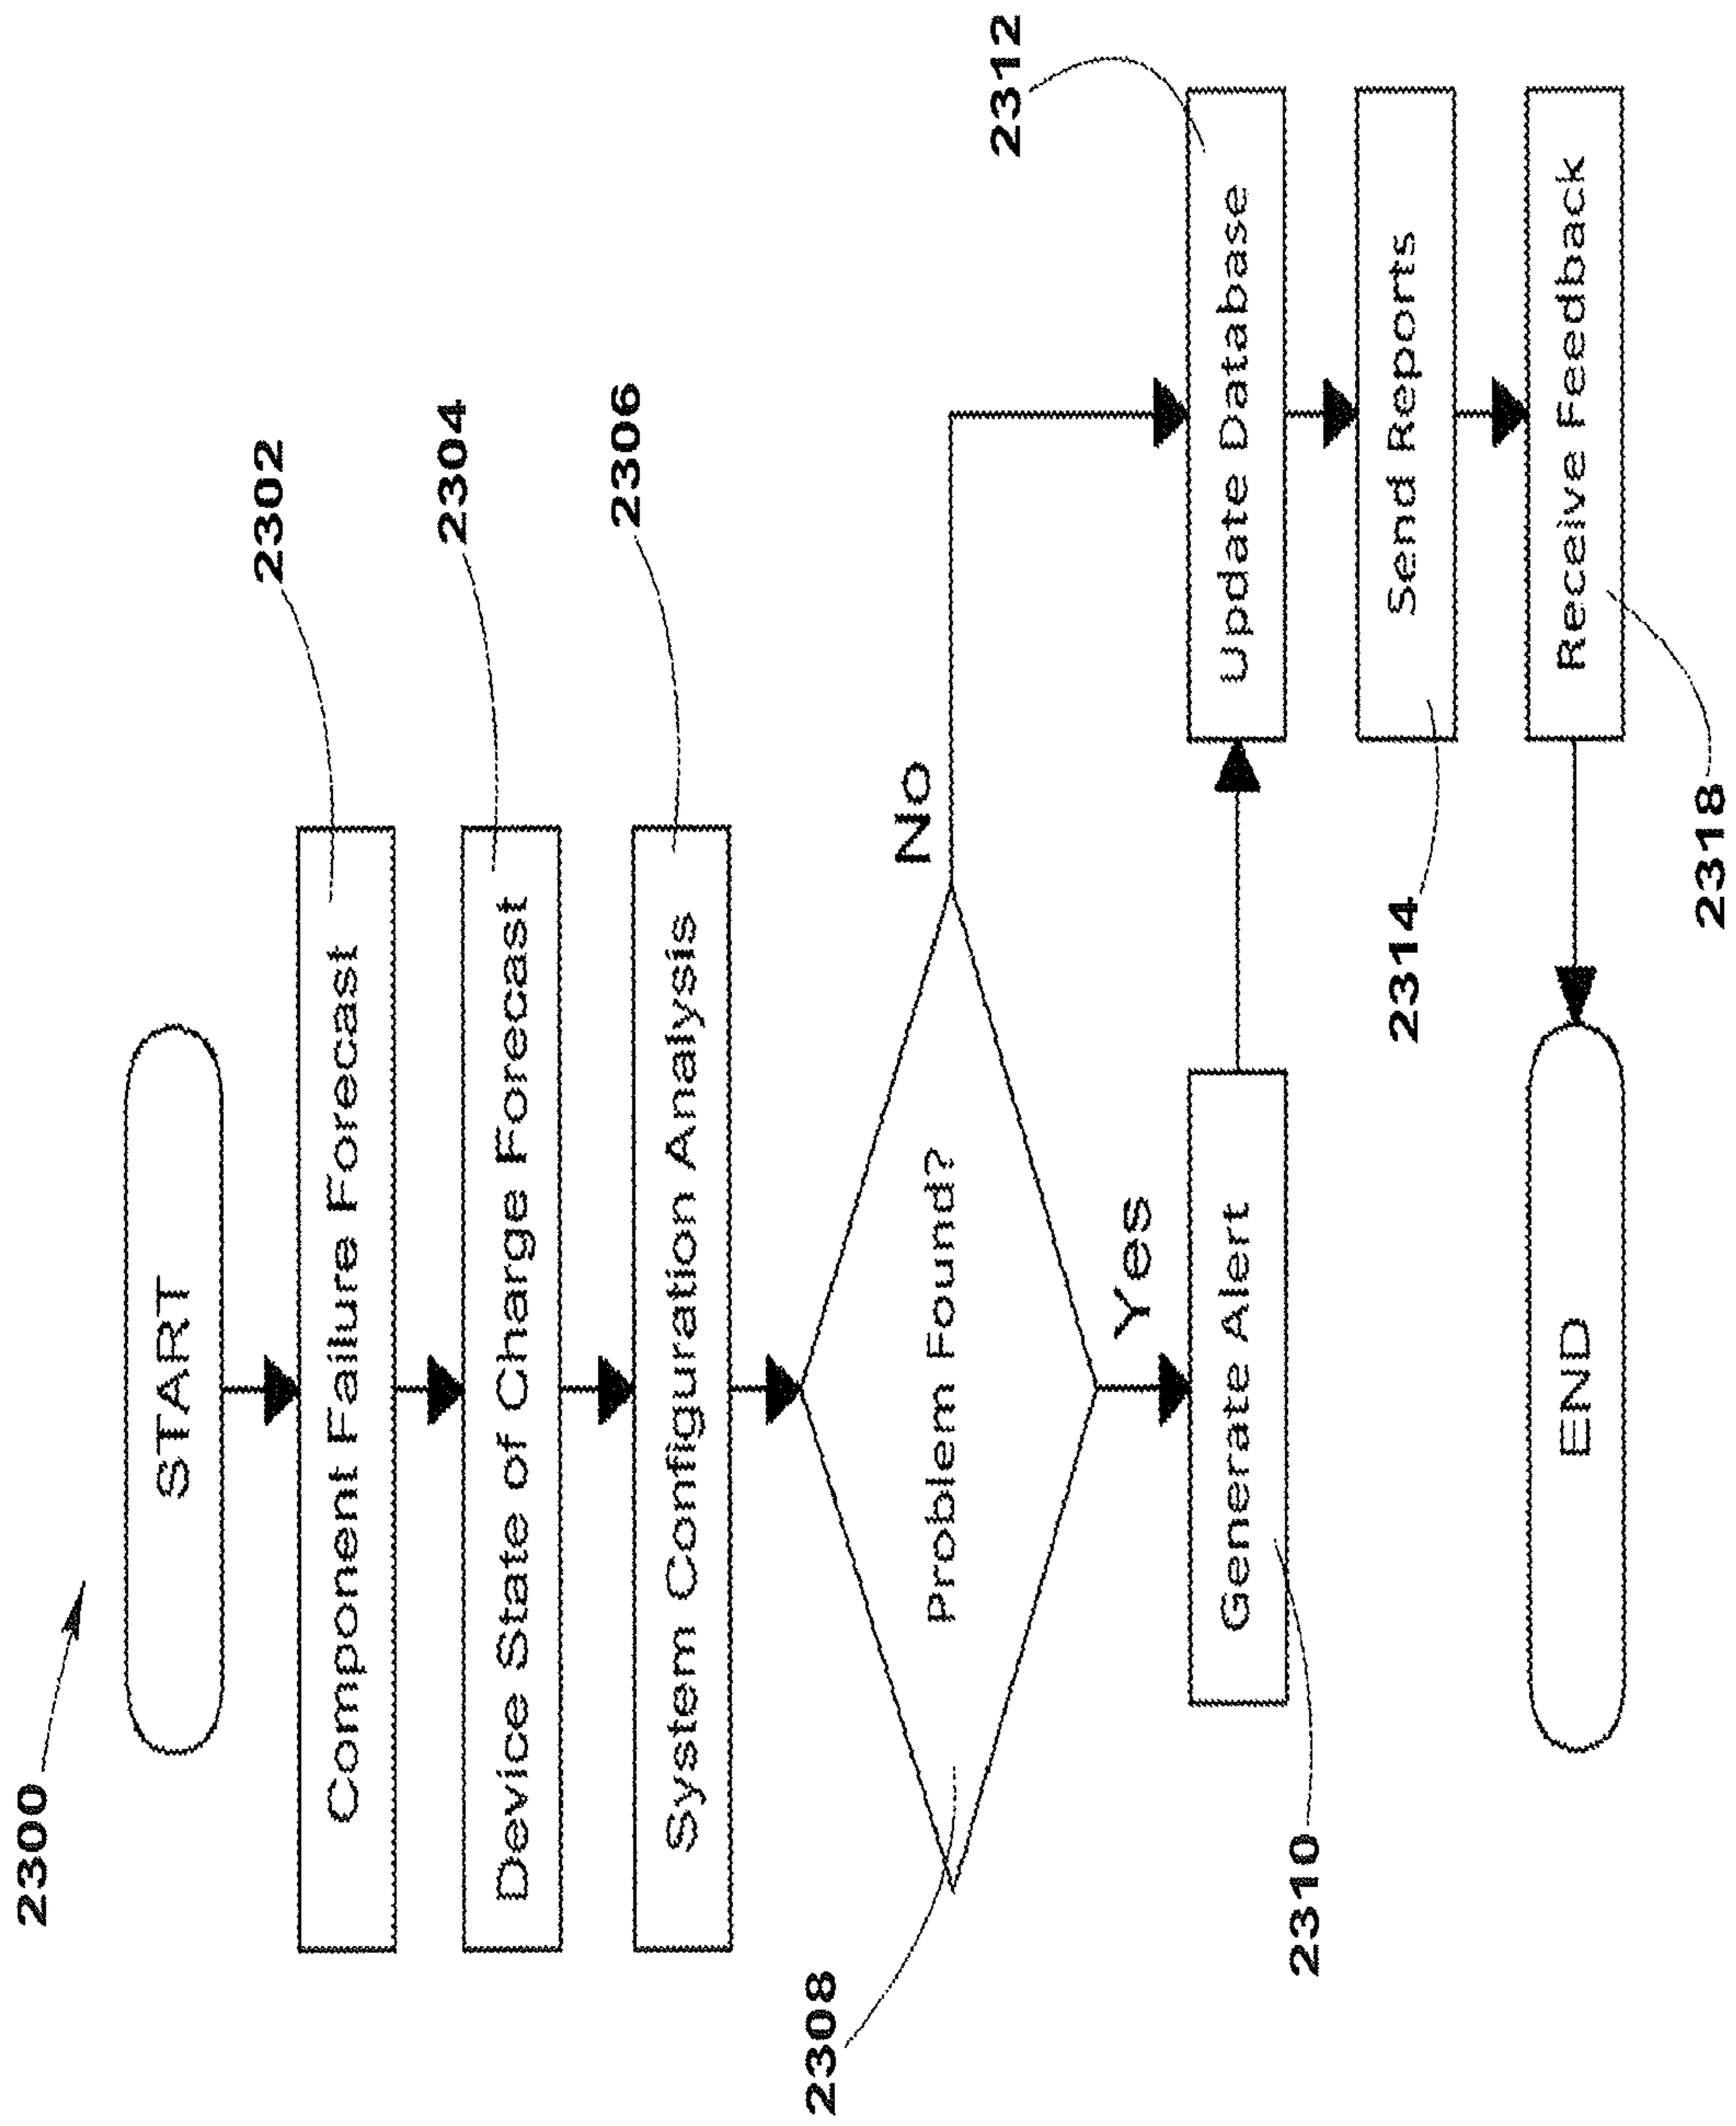 2300
START
2302
Component Failure Forecast
2304
Device State of Charge Forecast
2306
System Configuration Analysis
2308
Problem Found?
No
Yes
2310
Generate Alert
2312
Update Database
2314
Send Reports
2318
Receive Feedback
END